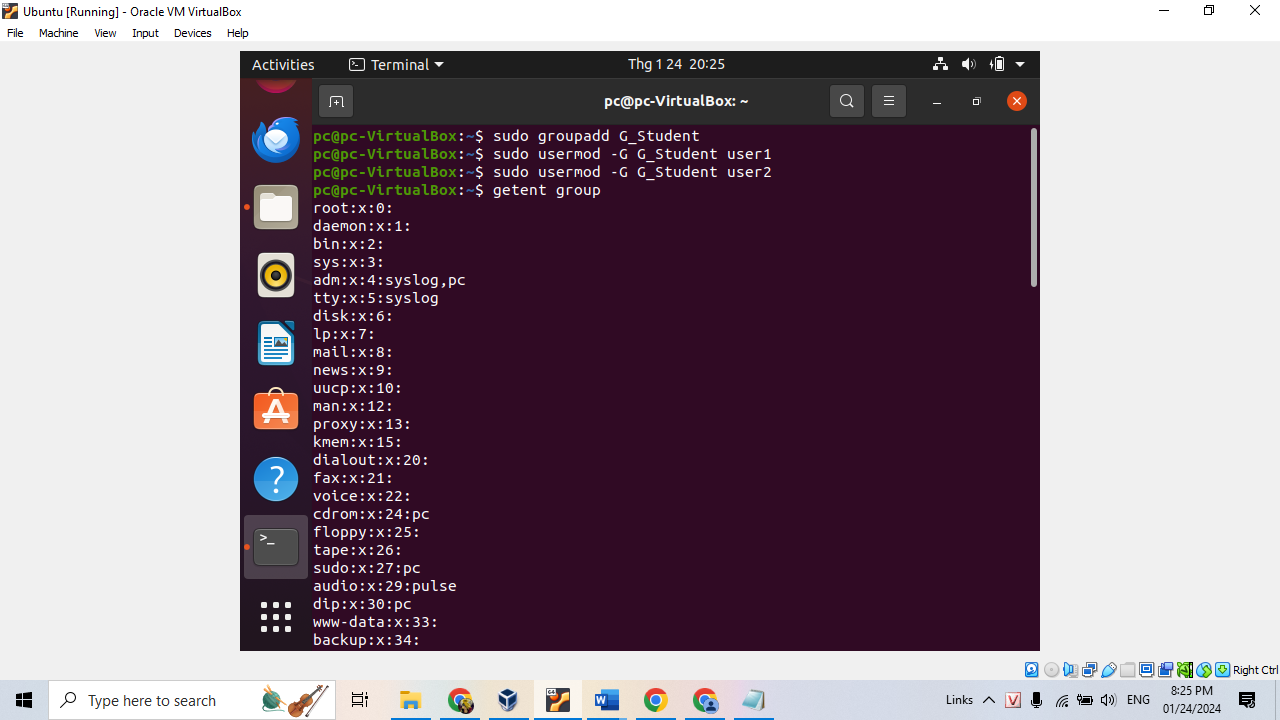 Ubuntu [Running] - Oracle VM VirtualBox
File Machine View Input Devices Help
Activities Terminal Thg 1 24 20:25
pc@pc-VirtualBox: ~
pc@pc-VirtualBox:~$ sudo groupadd G_Student
pc@pc-VirtualBox:~$ sudo usermod -G G_Student user1
pc@pc-VirtualBox:~$ sudo usermod -G G_Student user2
pc@pc-VirtualBox:~$ getent group
root:x:0:
daemon:x:1:
bin:x:2:
sys:x:3:
adm:x:4:syslog,pc
tty:x:5:syslog
disk:x:6:
lp:x:7:
mail:x:8:
news:x:9:
uucp:x:10:
man:x:12:
proxy:x:13:
kmem:x:15:
dialout:x:20:
fax:x:21:
voice:x:22:
cdrom:x:24:pc
floppy:x:25:
tape:x:26:
sudo:x:27:pc
audio:x:29:pulse
dip:x:30:pc
www-data:x:33:
backup:x:34:
Right Ctrl
Type here to search
Links
ENG
8:25 PM
01/24/2024